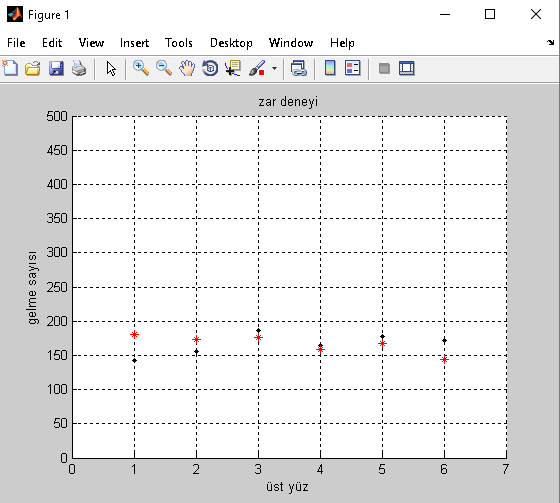 Figure 1
File Edit View Insert Tools Desktop Window Help
zar deneyi
500
450
400
350
300
250
200
150
100
50
0
gelme sayısı
0 1 2 3 4 5 6 7
üst yüz